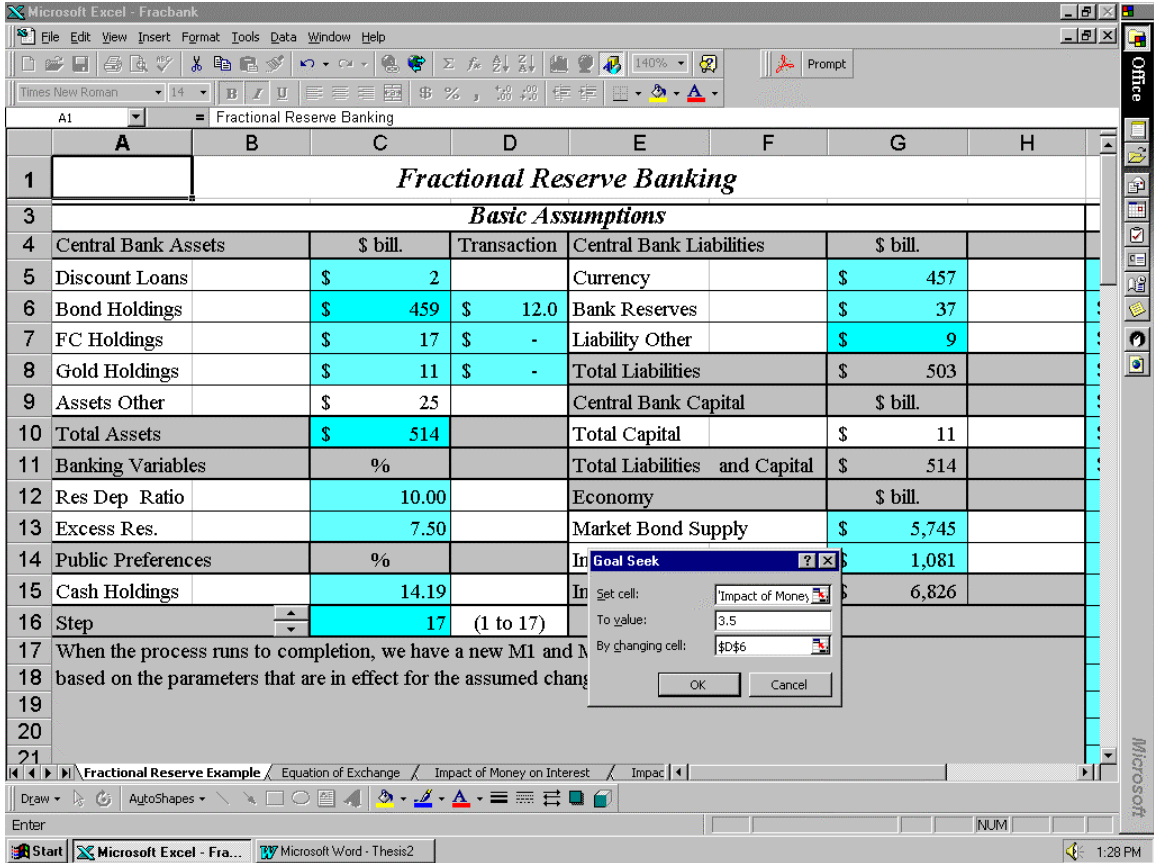 Microsoft Excel - Fracbank
File Edit View Insert Format Tools Data Window Help
140% Prompt
Times New Roman 14 B I U $ % ,
A1 = Fractional Reserve Banking
A B C D E F G H
1 Fractional Reserve Banking
3 Basic Assumptions
4 Central Bank Assets $ bill. Transaction Central Bank Liabilities $ bill.
5 Discount Loans $ 2 Currency $ 457
6 Bond Holdings $ 459 $ 12.0 Bank Reserves $ 37
7 FC Holdings $ 17 $ - Liability Other $ 9
8 Gold Holdings $ 11 $ - Total Liabilities $ 503
9 Assets Other $ 25 Central Bank Capital $ bill.
10 Total Assets $ 514 Total Capital $ 11
11 Banking Variables % Total Liabilities and Capital $ 514
12 Res Dep Ratio 10.00 Economy $ bill.
13 Excess Res. 7.50 Market Bond Supply $ 5,745
14 Public Preferences % In $ 1,081
15 Cash Holdings 14.19 In $ 6,826
16 Step 17 (1 to 17)
17 When the process runs to completion, we have a new M1 and M
18 based on the parameters that are in effect for the assumed chang
19
20
21
Goal Seek
Set cell: 'Impact of Money
To value: 3.5
By changing cell: $D$6
OK Cancel
Fractional Reserve Example Equation of Exchange Impact of Money on Interest Impac
Draw AutoShapes
Enter NUM
Start Microsoft Excel - Fra... Microsoft Word - Thesis2 1:28 PM
Office
Microsoft